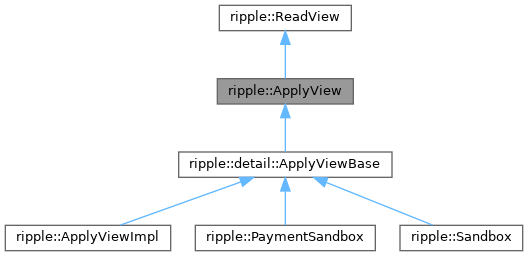 ripple::ReadView
ripple::ApplyView
ripple::detail::ApplyViewBase
ripple::ApplyViewImpl
ripple::PaymentSandbox
ripple::Sandbox